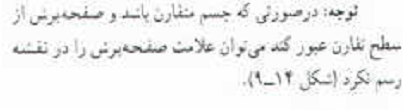 توجه: درصورتی که جسم متقارن باشد و صفحه‌برش از
سطح تقارن عبور کند می‌توان علامت صفحه‌برش را در نقشه
رسم نکرد (شکل ۱۴ــ۹).